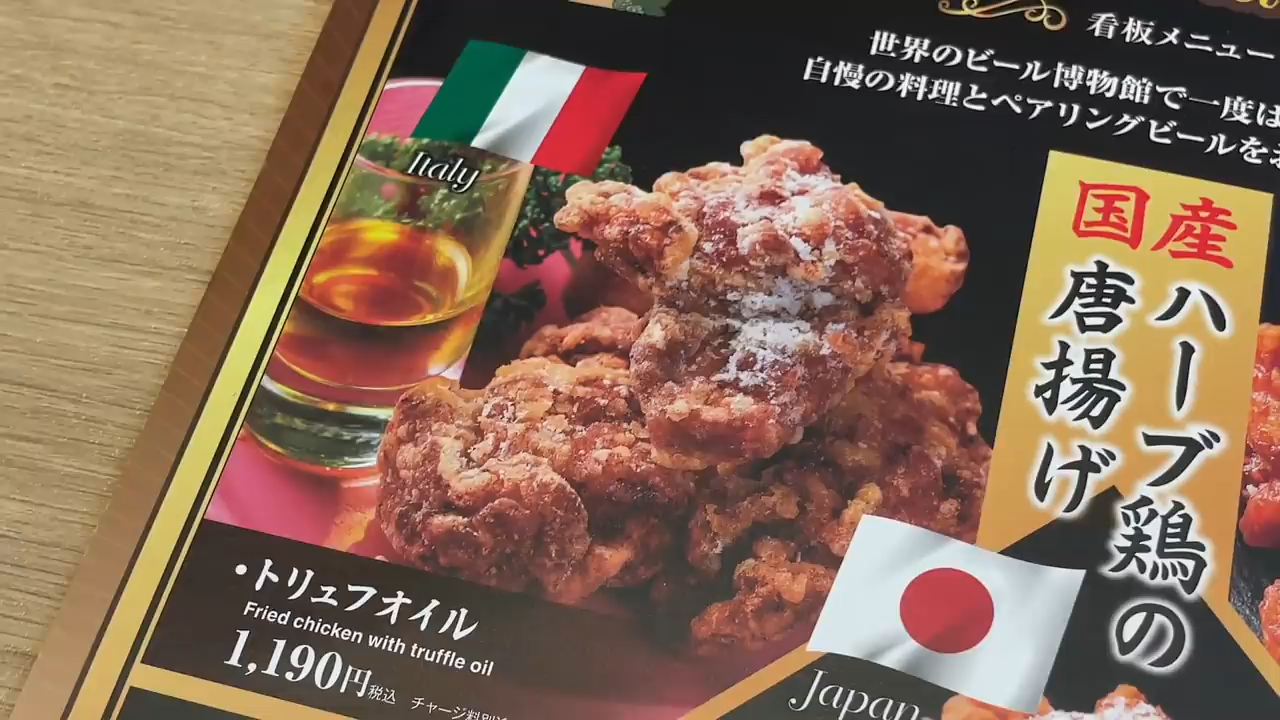 看板メニュー
世界のビール博物館で一度は
自慢の料理とペアリングビールを
Italy
国産ハーブ鶏の
唐揚げ
・トリュフオイル
Fried chicken with truffle oil
1,190円税込 チャージ料別
Japan